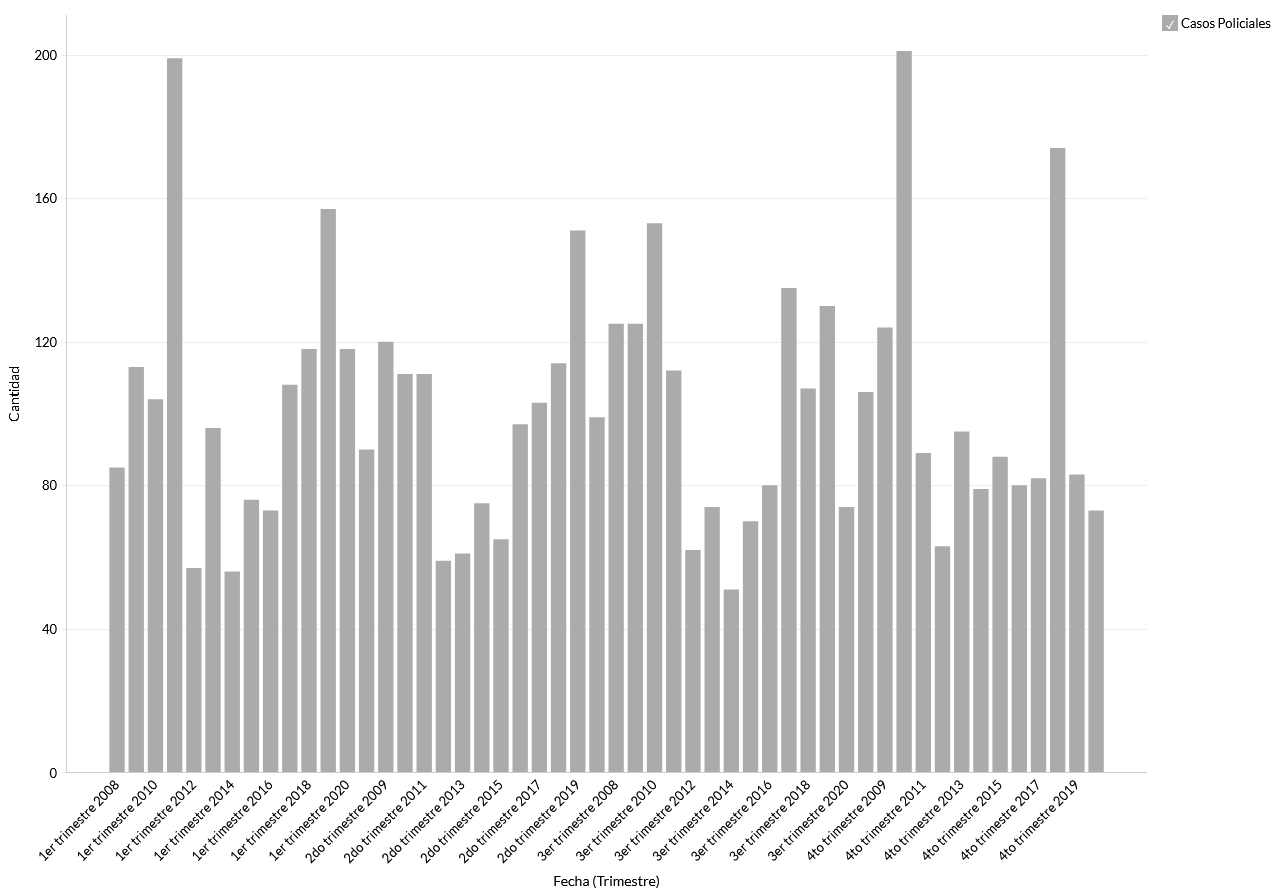 Casos Policiales
200
160
120
80
40
0
Cantidad
1er trimestre 2008
1er trimestre 2010
1er trimestre 2012
1er trimestre 2014
1er trimestre 2016
1er trimestre 2018
1er trimestre 2020
2do trimestre 2009
2do trimestre 2011
2do trimestre 2013
2do trimestre 2015
2do trimestre 2017
2do trimestre 2019
3er trimestre 2008
3er trimestre 2010
3er trimestre 2012
3er trimestre 2014
3er trimestre 2016
3er trimestre 2018
3er trimestre 2020
4to trimestre 2009
4to trimestre 2011
4to trimestre 2013
4to trimestre 2015
4to trimestre 2017
4to trimestre 2019
Fecha (Trimestre)